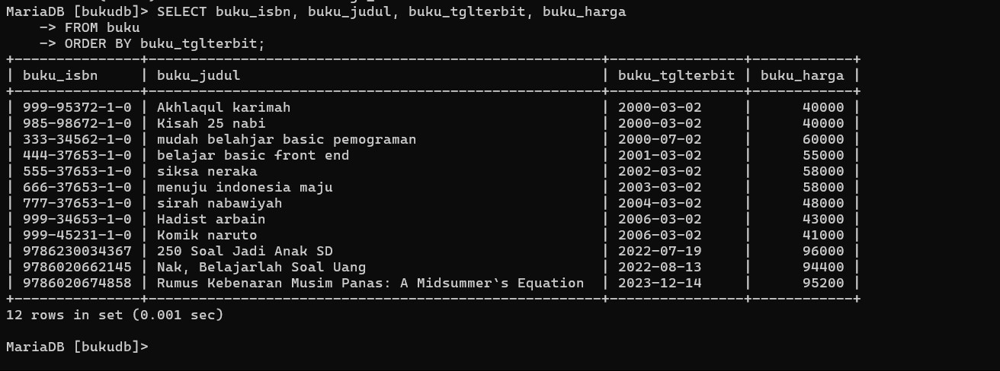 MariaDB [bukudb]> SELECT buku_isbn, buku_judul, buku_tglterbit, buku_harga
    -> FROM buku
    -> ORDER BY buku_tglterbit;
+---------------+------------------------------------------------------+----------------+------------+
| buku_isbn     | buku_judul                                           | buku_tglterbit | buku_harga |
+---------------+------------------------------------------------------+----------------+------------+
| 999-95372-1-0 | Akhlaqul karimah                                     | 2000-03-02     |      40000 |
| 985-98672-1-0 | Kisah 25 nabi                                        | 2000-03-02     |      40000 |
| 333-34562-1-0 | mudah belahjar basic pemograman                      | 2000-07-02     |      60000 |
| 444-37653-1-0 | belajar basic front end                              | 2001-03-02     |      55000 |
| 555-37653-1-0 | siksa neraka                                         | 2002-03-02     |      58000 |
| 666-37653-1-0 | menuju indonesia maju                                | 2003-03-02     |      58000 |
| 777-37653-1-0 | sirah nabawiyah                                      | 2004-03-02     |      48000 |
| 999-34653-1-0 | Hadist arbain                                        | 2006-03-02     |      43000 |
| 999-45231-1-0 | Komik naruto                                         | 2006-03-02     |      41000 |
| 9786230034367 | 250 Soal Jadi Anak SD                                | 2022-07-19     |      96000 |
| 9786020662145 | Nak, Belajarlah Soal Uang                            | 2022-08-13     |      94400 |
| 9786020674858 | Rumus Kebenaran Musim Panas: A Midsummer`s Equation  | 2023-12-14     |      95200 |
+---------------+------------------------------------------------------+----------------+------------+
12 rows in set (0.001 sec)
MariaDB [bukudb]>